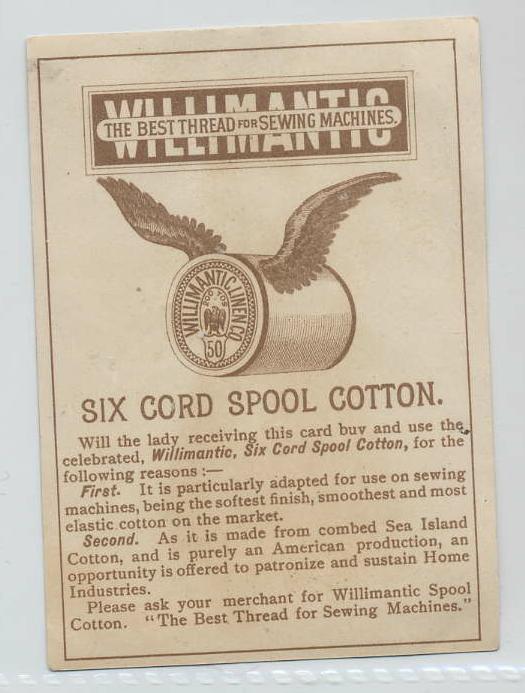 WILLIMANTIC
THE BEST THREAD FOR SEWING MACHINES.
WILLIMANTIC LINEN CO.
200 YDS
50
SIX CORD SPOOL COTTON.
Will the lady receiving this card buy and use the
celebrated, Willimantic, Six Cord Spool Cotton, for the
following reasons :—
First. It is particularly adapted for use on sewing
machines, being the softest finish, smoothest and most
elastic cotton on the market.
Second. As it is made from combed Sea Island
Cotton, and is purely an American production, an
opportunity is offered to patronize and sustain Home
Industries.
Please ask your merchant for Willimantic Spool
Cotton. "The Best Thread for Sewing Machines."